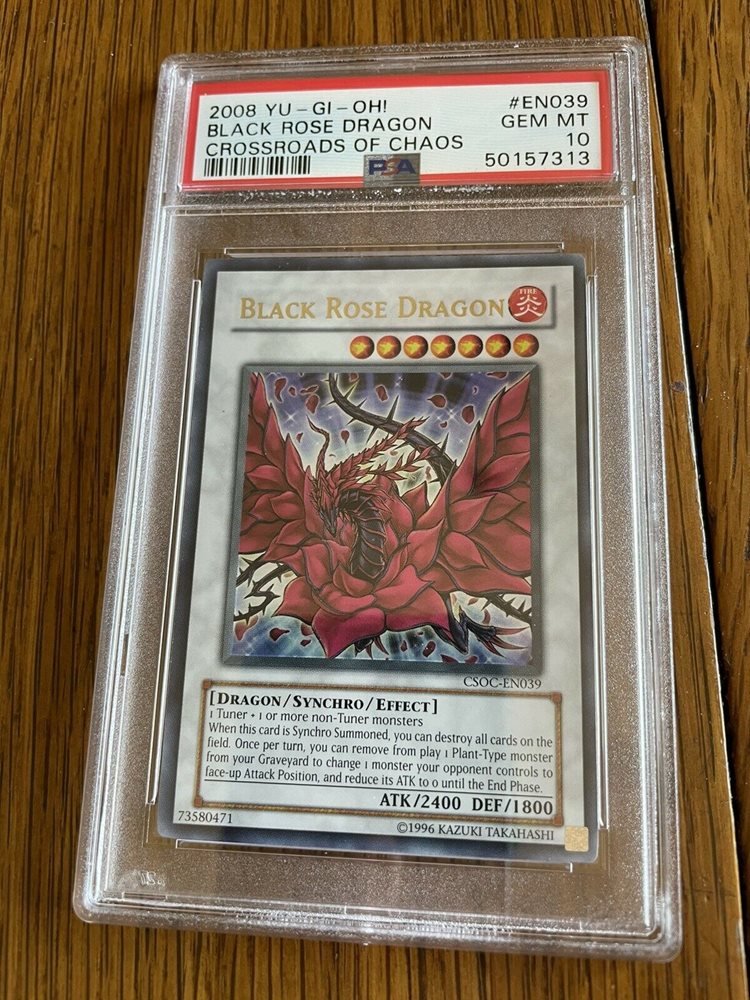 2008 YU-GI-OH! #EN039
BLACK ROSE DRAGON GEM MT
CROSSROADS OF CHAOS 10
PSA 50157313
BLACK ROSE DRAGON FIRE 炎
CSOC-EN039
[DRAGON/SYNCHRO/EFFECT]
1 Tuner + 1 or more non-Tuner monsters
When this card is Synchro Summoned, you can destroy all cards on the
field. Once per turn, you can remove from play 1 Plant-Type monster
from your Graveyard to change 1 monster your opponent controls to
face-up Attack Position, and reduce its ATK to 0 until the End Phase.
ATK/2400 DEF/1800
73580471
©1996 KAZUKI TAKAHASHI